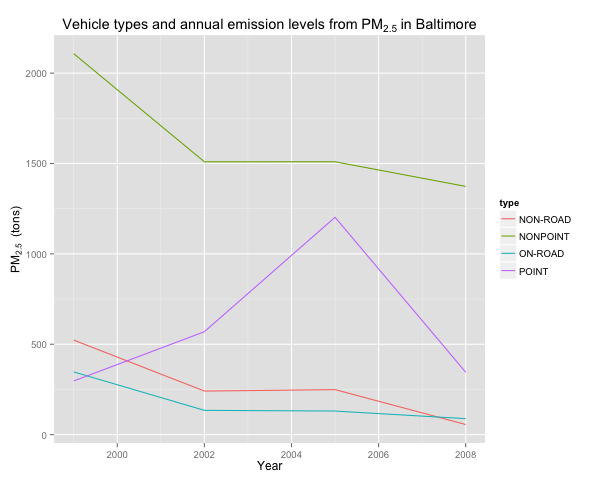 Vehicle types and annual emission levels from PM2.5 in Baltimore
PM2.5 (tons)
2000
1500
1000
500
0
2000 2002 2004 2006 2008
Year
type
NON-ROAD
NONPOINT
ON-ROAD
POINT